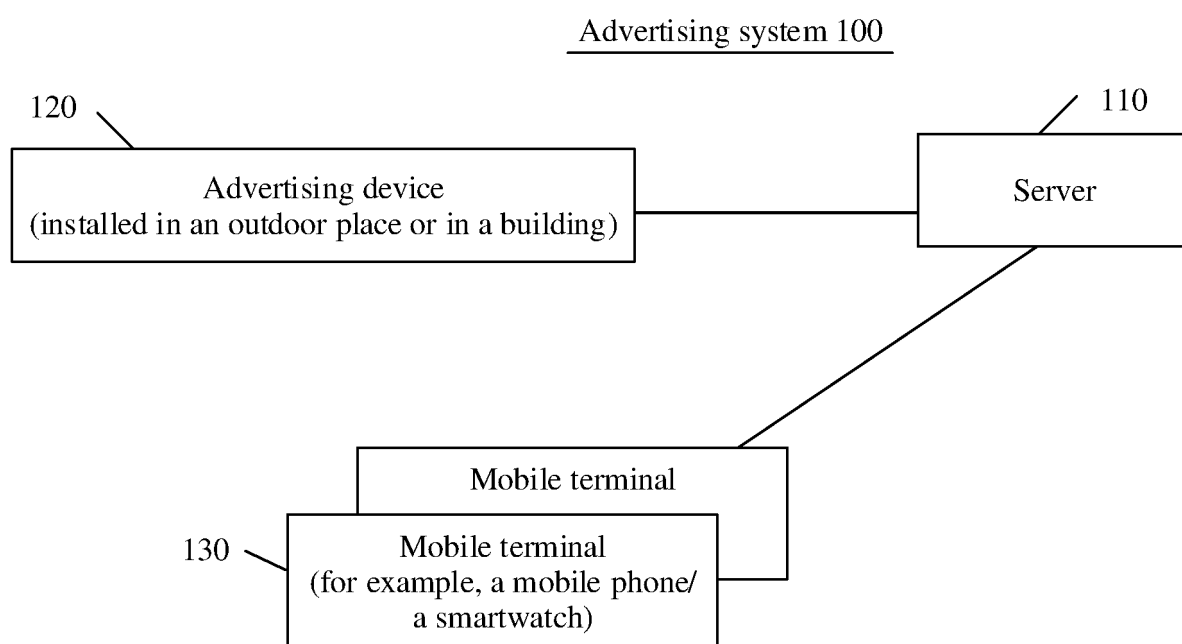 Advertising system 100
120
110
Advertising device
(installed in an outdoor place or in a building)
Server
Mobile terminal
130
Mobile terminal
(for example, a mobile phone/
a smartwatch)